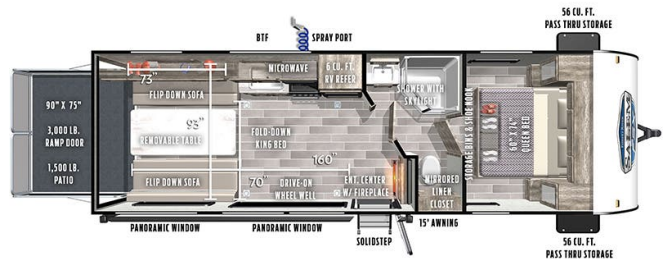 56 CU. FT.
PASS THRU STORAGE
BTF
SPRAY PORT
MICROWAVE
6 CU. FT.
RV REFER
SHOWER WITH
SKYLIGHT
73"
FLIP DOWN SOFA
90" X 75"
3,000 LB.
RAMP DOOR
1,500 LB.
PATIO
93"
REMOVABLE TABLE
FOLD-DOWN
KING BED
160"
STORAGE BINS & SHOE NOOK
60" X 74"
QUEEN BED
SALEM
FLIP DOWN SOFA
70"
DRIVE-ON
WHEEL WELL
ENT. CENTER
W/ FIREPLACE
MIRRORED
LINEN
CLOSET
PANORAMIC WINDOW
PANORAMIC WINDOW
SOLIDSTEP
15' AWNING
56 CU. FT.
PASS THRU STORAGE